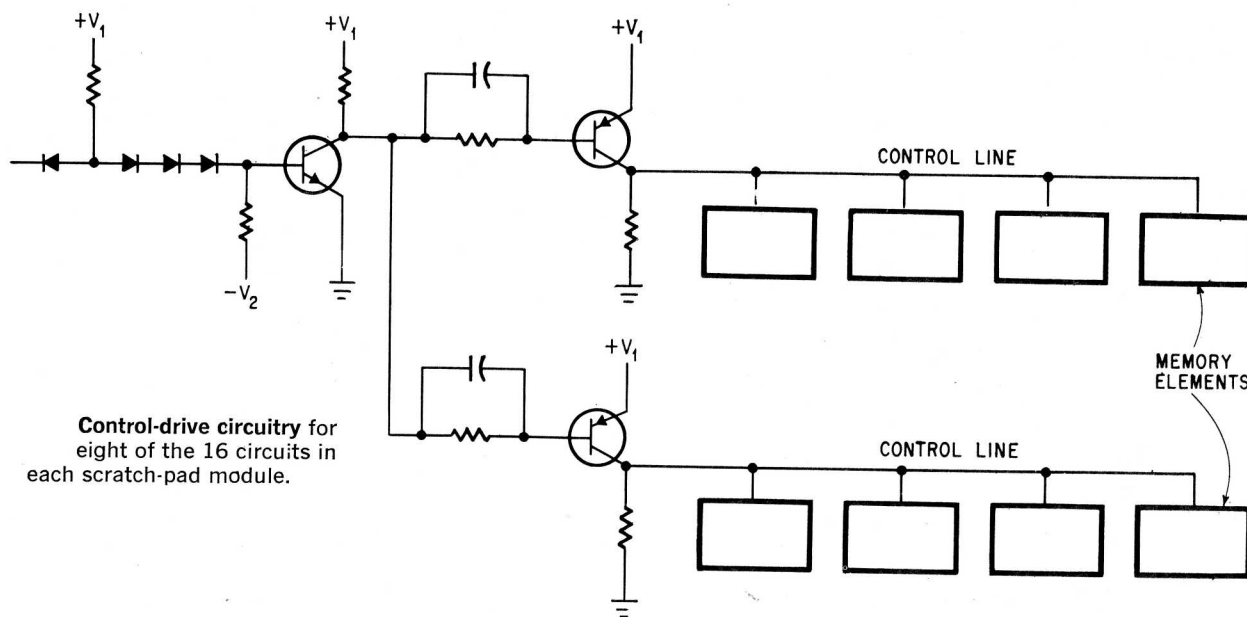 +V₁
+V₁
+V₁
CONTROL LINE
−V₂
MEMORY
ELEMENTS
+V₁
Control-drive circuitry for
eight of the 16 circuits in
each scratch-pad module.
CONTROL LINE